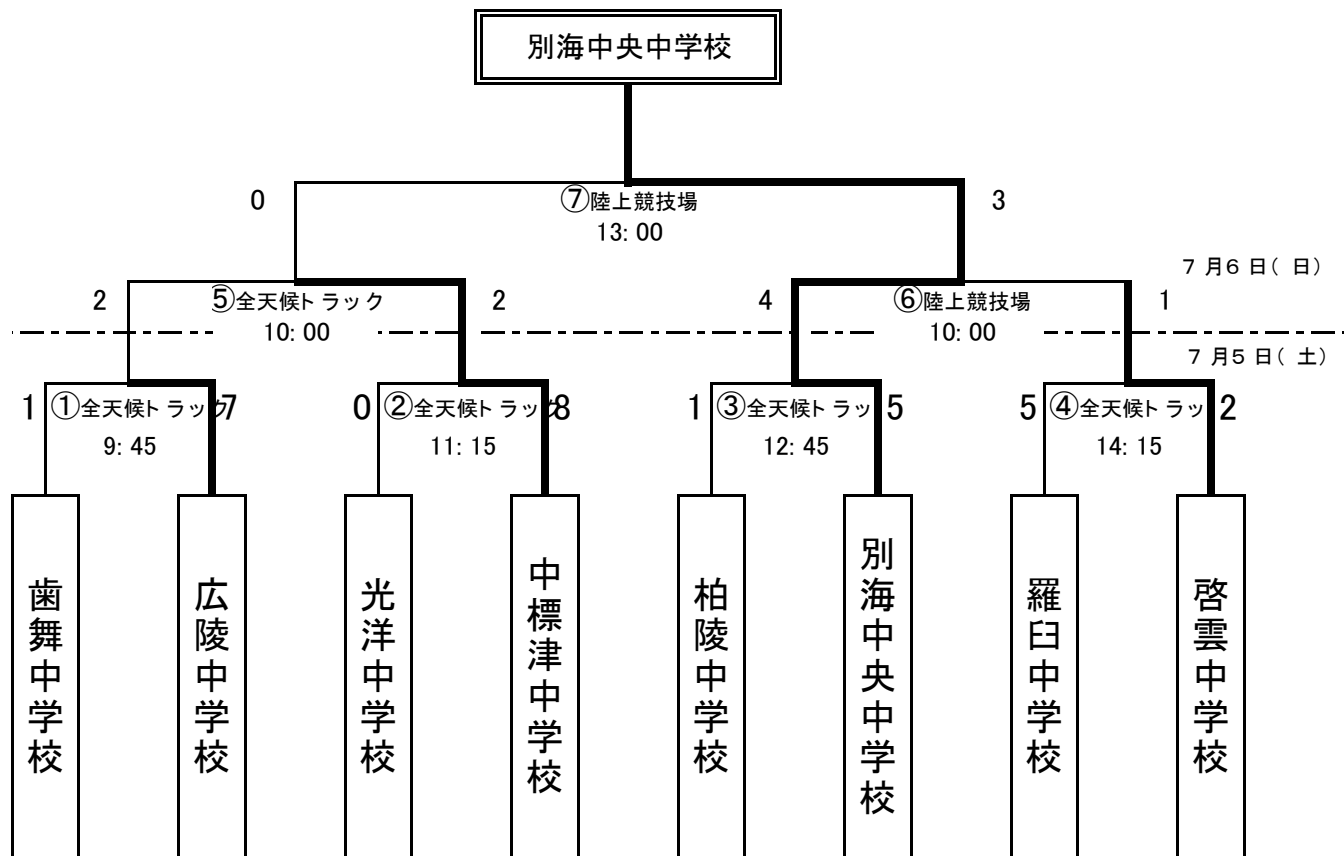 別海中央中学校
0
⑦陸上競技場
3
13:00
7月6日(日)
2
⑤全天候トラック
2
4
⑥陸上競技場
1
10:00
10:00
7月5日(土)
1
①全天候トラック
7
0
②全天候トラック
8
1
③全天候トラッ
5
5
④全天候トラッ
2
9:45
11:15
12:45
14:15
歯舞中学校
広陵中学校
光洋中学校
中標津中学校
柏陵中学校
別海中央中学校
羅臼中学校
啓雲中学校